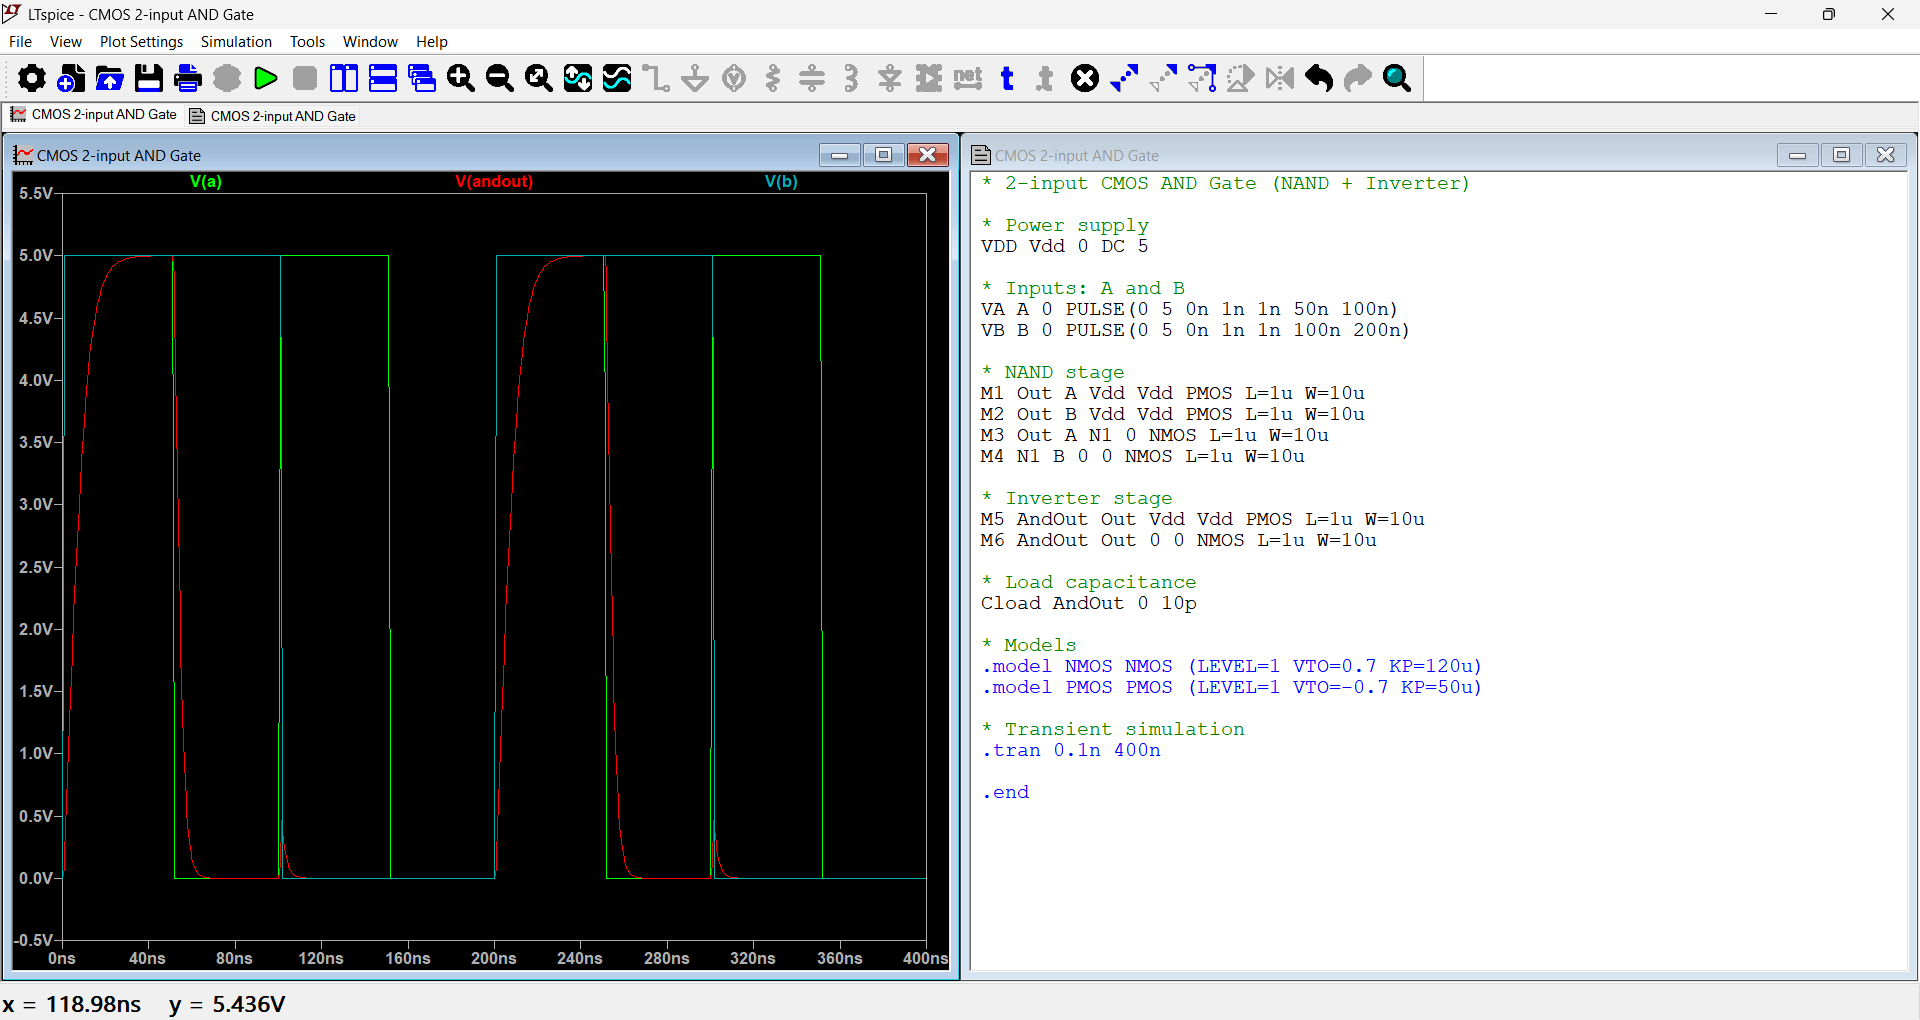 LTspice - CMOS 2-input AND Gate
File View Plot Settings Simulation Tools Window Help
net t t
CMOS 2-input AND Gate CMOS 2-input AND Gate
CMOS 2-input AND Gate
V(a) V(andout) V(b)
5.5V
5.0V
4.5V
4.0V
3.5V
3.0V
2.5V
2.0V
1.5V
1.0V
0.5V
0.0V
-0.5V
0ns 40ns 80ns 120ns 160ns 200ns 240ns 280ns 320ns 360ns 400ns
CMOS 2-input AND Gate
* 2-input CMOS AND Gate (NAND + Inverter)
* Power supply
VDD Vdd 0 DC 5
* Inputs: A and B
VA A 0 PULSE(0 5 0n 1n 1n 50n 100n)
VB B 0 PULSE(0 5 0n 1n 1n 100n 200n)
* NAND stage
M1 Out A Vdd Vdd PMOS L=1u W=10u
M2 Out B Vdd Vdd PMOS L=1u W=10u
M3 Out A N1 0 NMOS L=1u W=10u
M4 N1 B 0 0 NMOS L=1u W=10u
* Inverter stage
M5 AndOut Out Vdd Vdd PMOS L=1u W=10u
M6 AndOut Out 0 0 NMOS L=1u W=10u
* Load capacitance
Cload AndOut 0 10p
* Models
.model NMOS NMOS (LEVEL=1 VTO=0.7 KP=120u)
.model PMOS PMOS (LEVEL=1 VTO=-0.7 KP=50u)
* Transient simulation
.tran 0.1n 400n
.end
x = 118.98ns y = 5.436V